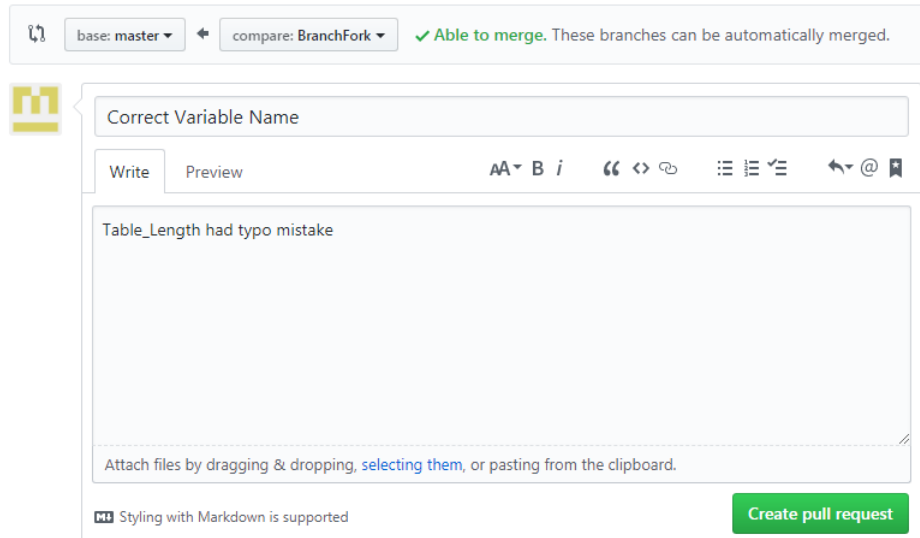 base: master compare: BranchFork Able to merge. These branches can be automatically merged.
Correct Variable Name
Write Preview AA B i @
Table_Length had typo mistake
Attach files by dragging & dropping, selecting them, or pasting from the clipboard.
Styling with Markdown is supported Create pull request